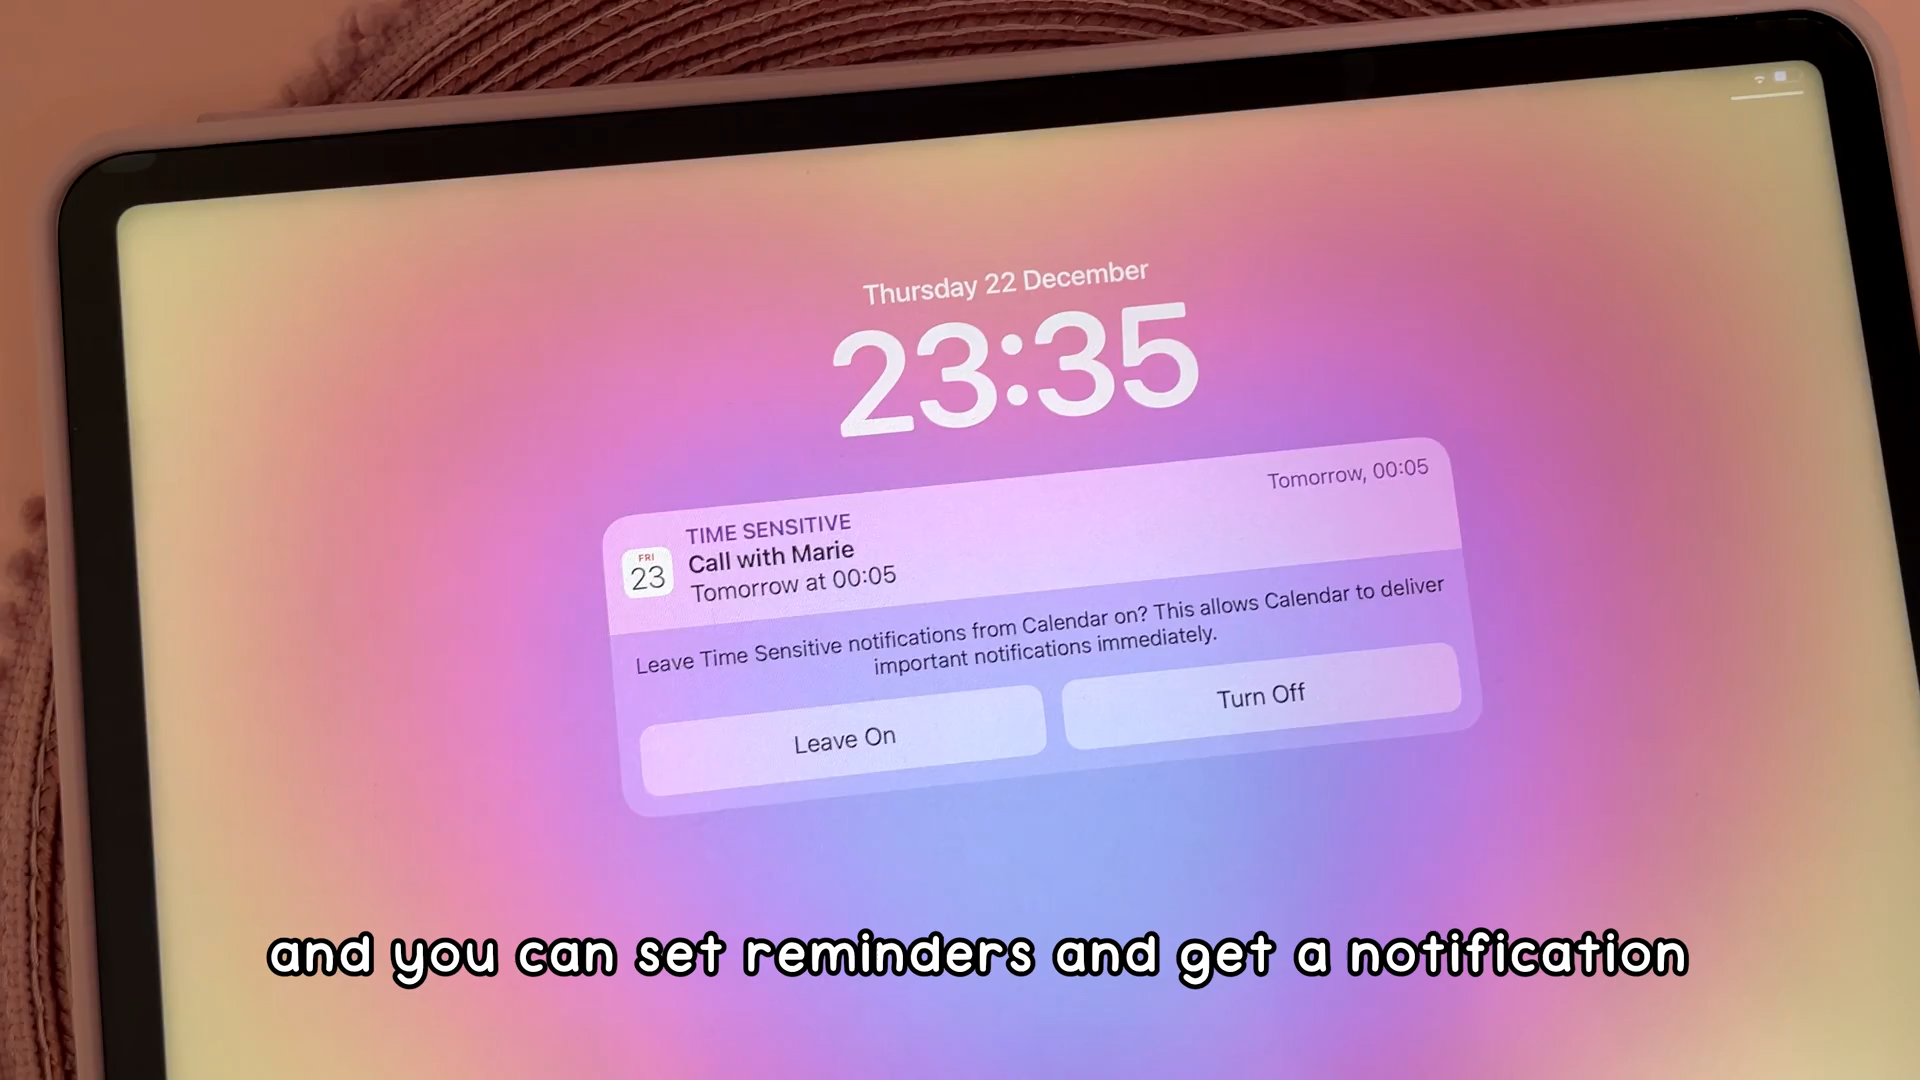 Thursday 22 December
23:35
Tomorrow, 00:05
TIME SENSITIVE
FRI
23
Call with Marie
Tomorrow at 00:05
Leave Time Sensitive notifications from Calendar on? This allows Calendar to deliver
important notifications immediately.
Leave On
Turn Off
and you can set reminders and get a notification